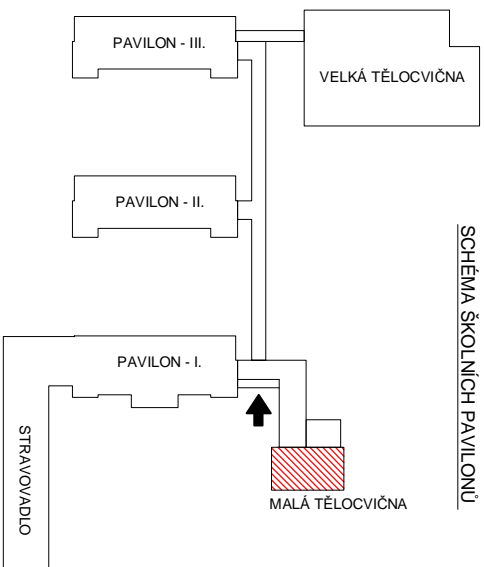 PAVILON - III.
VELKÁ TĚLOCVIČNA
PAVILON - II.
SCHÉMA ŠKOLNÍCH PAVILONŮ
PAVILON - I.
STRAVOVADLO
MALÁ TĚLOCVIČNA